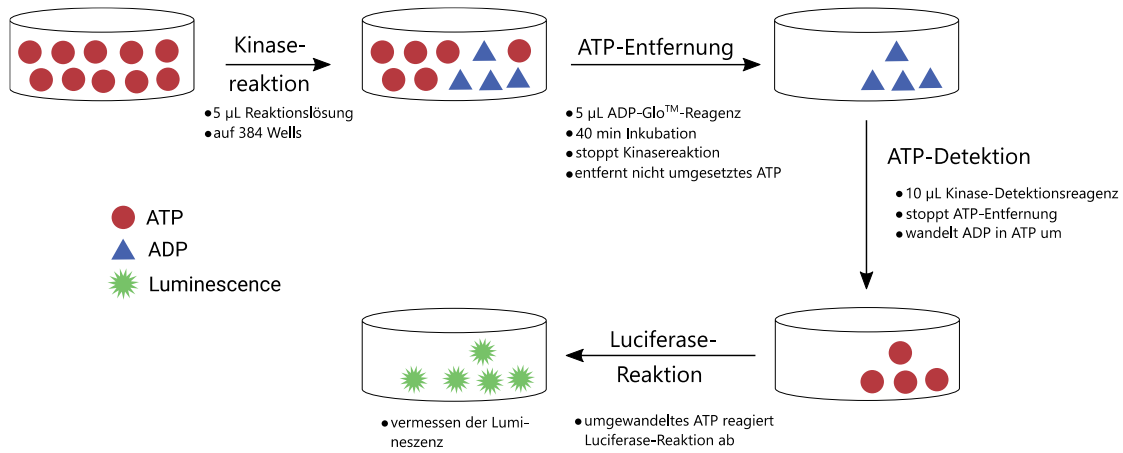 Kinase-
reaktion
● 5 µL Reaktionslösung
● auf 384 Wells
ATP-Entfernung
● 5 µL ADP-Glo™-Reagenz
● 40 min Inkubation
● stoppt Kinasereaktion
● entfernt nicht umgesetztes ATP
ATP-Detektion
● 10 µL Kinase-Detektionsreagenz
● stoppt ATP-Entfernung
● wandelt ADP in ATP um
ATP
ADP
Luminescence
Luciferase-
Reaktion
● umgewandeltes ATP reagiert
Luciferase-Reaktion ab
● vermessen der Lumi-
neszenz